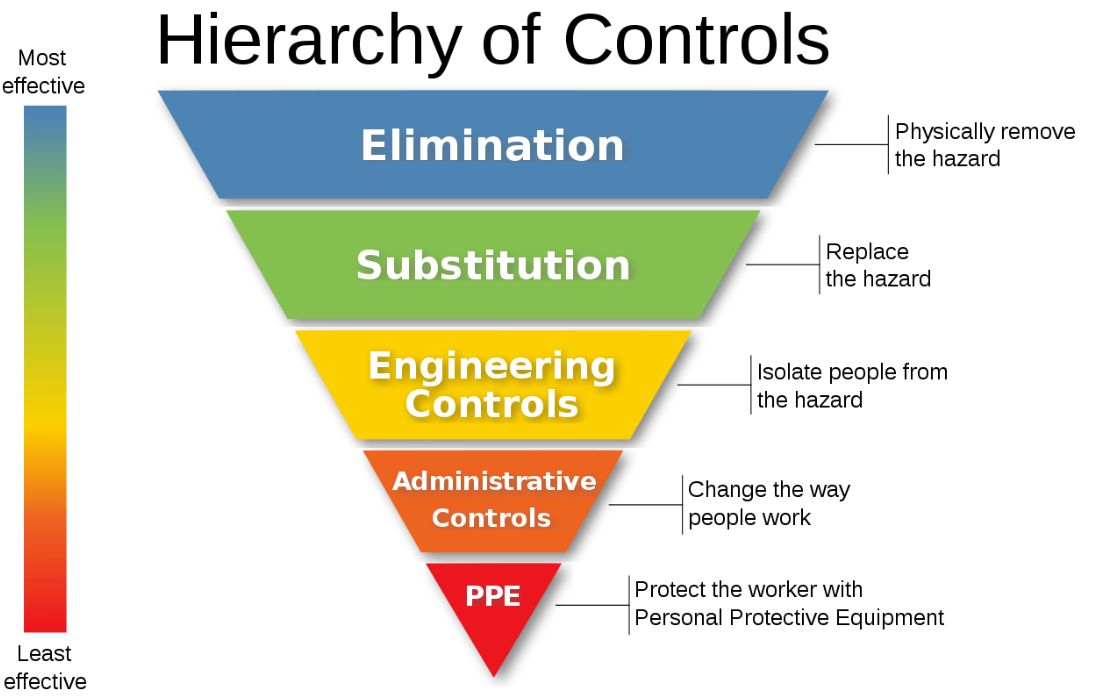 Hierarchy of Controls
Most
effective
Elimination
Physically remove
the hazard
Substitution
Replace
the hazard
Engineering
Controls
Isolate people from
the hazard
Administrative
Controls
Change the way
people work
PPE
Protect the worker with
Personal Protective Equipment
Least
effective